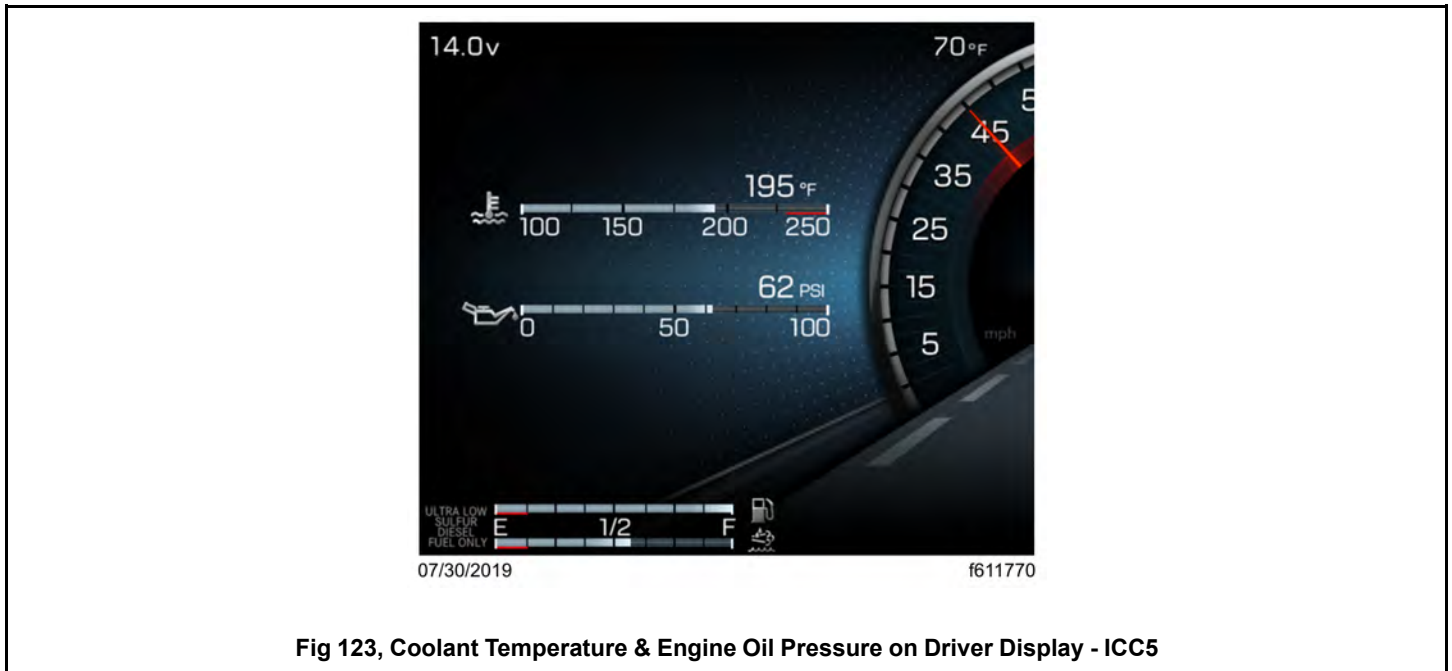 14.0v
70°F
5
45
195 °F
35
100 150 200 250
25
62 PSI
15
0 50 100
5
mph
ULTRA LOW
SULFUR
DIESEL
FUEL ONLY
E 1/2 F
07/30/2019
f611770
Fig 123, Coolant Temperature & Engine Oil Pressure on Driver Display - ICC5